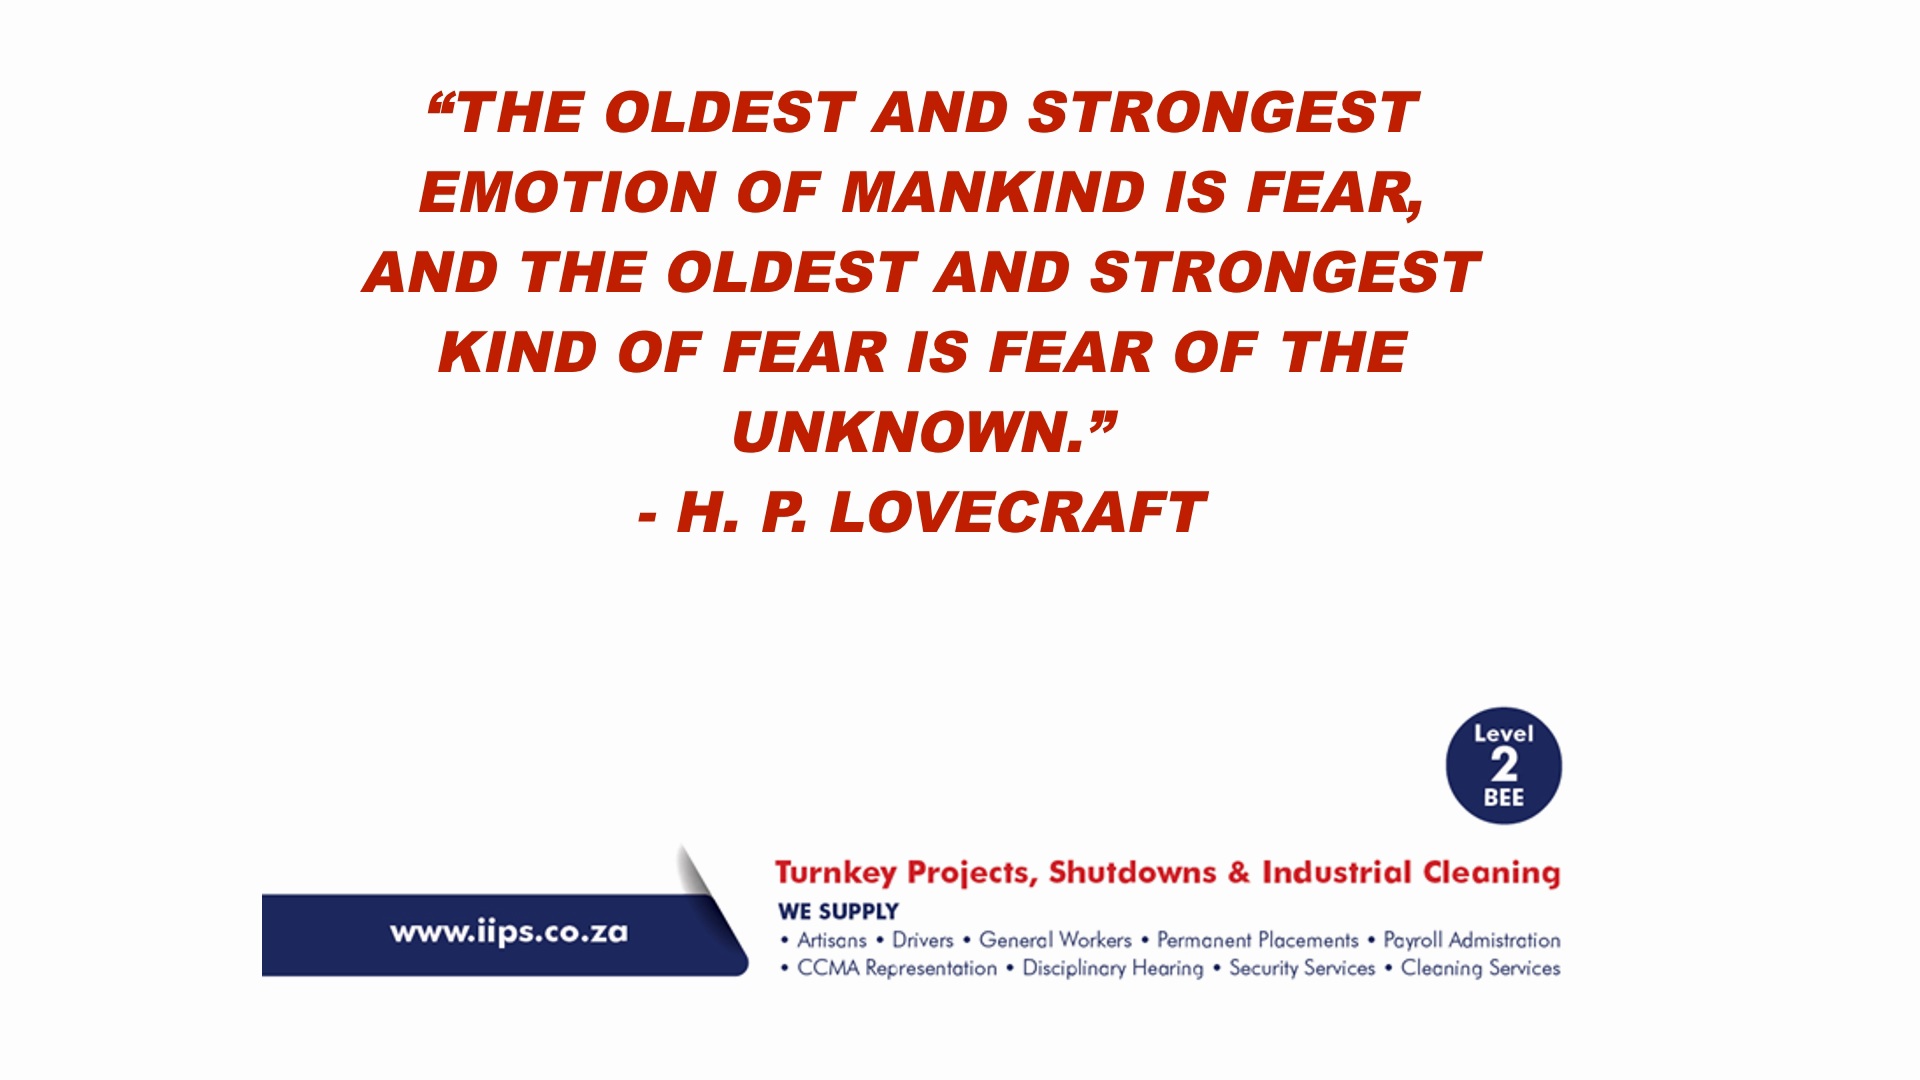 “THE OLDEST AND STRONGEST
EMOTION OF MANKIND IS FEAR,
AND THE OLDEST AND STRONGEST
KIND OF FEAR IS FEAR OF THE
UNKNOWN.”
- H. P. LOVECRAFT
Level
2
BEE
Turnkey Projects, Shutdowns & Industrial Cleaning
WE SUPPLY
• Artisans • Drivers • General Workers • Permanent Placements • Payroll Admistration
• CCMA Representation • Disciplinary Hearing • Security Services • Cleaning Services
www.iips.co.za